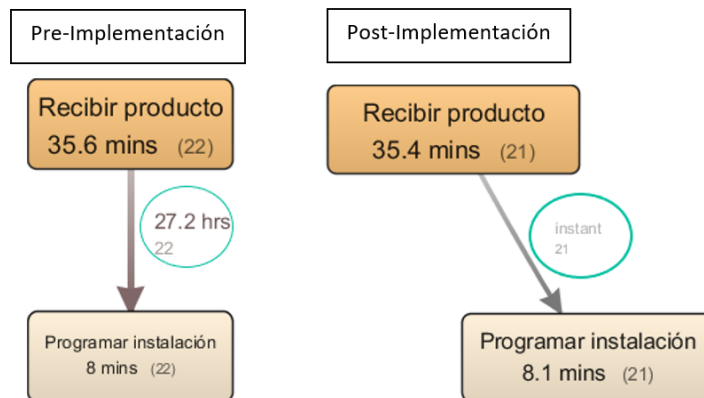 Pre-Implementación
Recibir producto
35.6 mins (22)
27.2 hrs
22
Programar instalación
8 mins (22)
Post-Implementación
Recibir producto
35.4 mins (21)
instant
21
Programar instalación
8.1 mins (21)